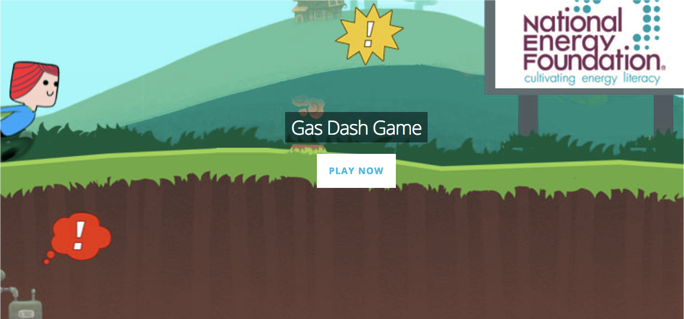 !
National
Energy
Foundation®
cultivating energy literacy
Gas Dash Game
PLAY NOW
!